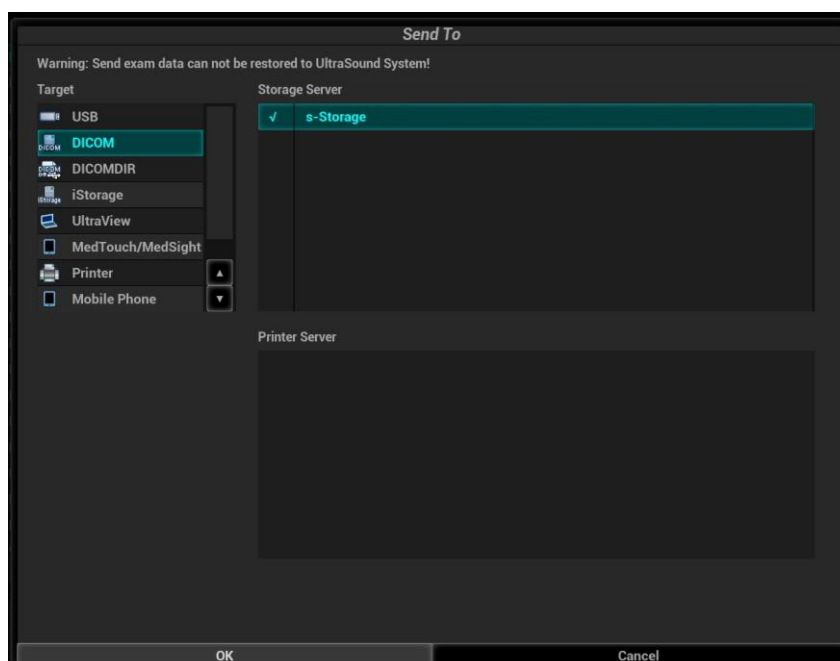 Send To
Warning: Send exam data can not be restored to UltraSound System!
Target
USB
DICOM
DICOMDIR
iStorage
UltraView
MedTouch/MedSight
Printer
Mobile Phone
Storage Server
√ s-Storage
Printer Server
OK
Cancel